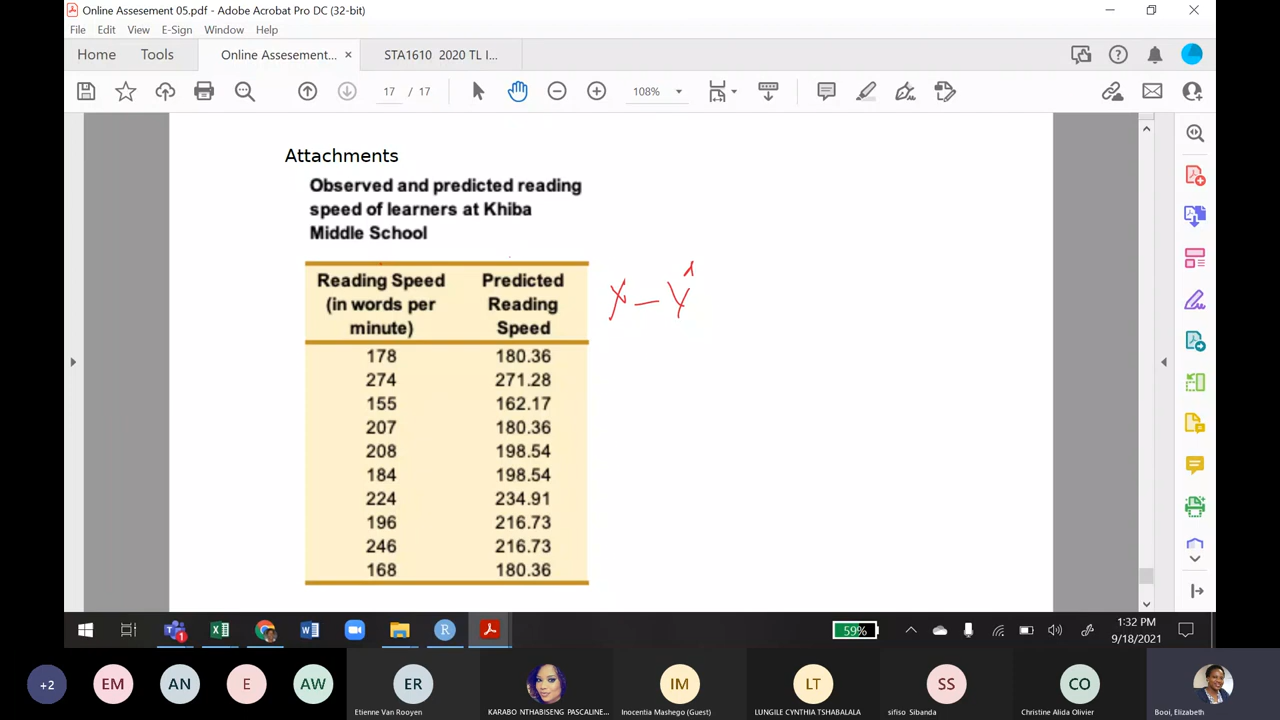 Online Assesement 05.pdf - Adobe Acrobat Pro DC (32-bit)
File Edit View E-Sign Window Help
Home Tools Online Assesement... × STA1610 2020 TL I...
17 / 17 108%
Attachments
Observed and predicted reading
speed of learners at Khiba
Middle School
Reading Speed Predicted
(in words per Reading
minute) Speed
178 180.36
274 271.28
155 162.17
207 180.36
208 198.54
184 198.54
224 234.91
196 216.73
246 216.73
168 180.36
59% 1:32 PM
9/18/2021
+2 EM AN E AW ER IM LT SS CO
Etienne Van Rooyen KARABO NTHABISENG PASCALINE... Inocentia Mashego (Guest) LUNGILE CYNTHIA TSHABALALA sifiso Sibanda Christine Alida Olivier Booi, Elizabeth